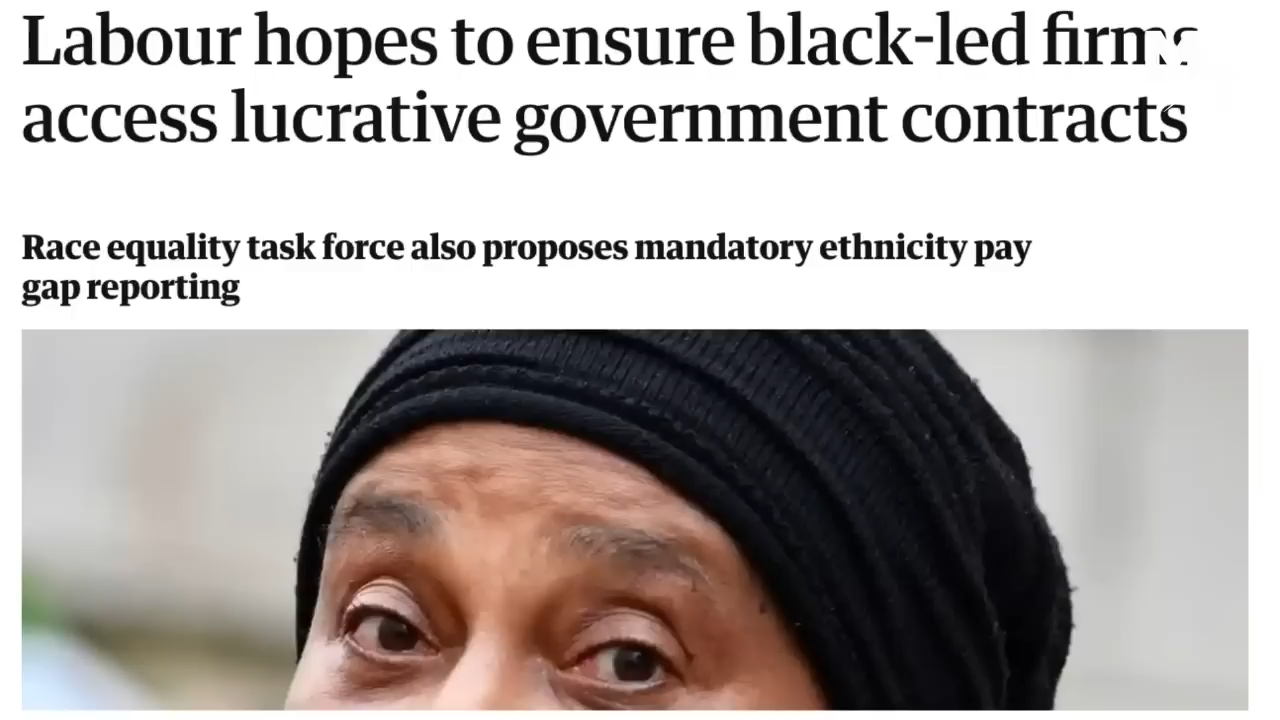 Labour hopes to ensure black-led firms
access lucrative government contracts
Race equality task force also proposes mandatory ethnicity pay
gap reporting